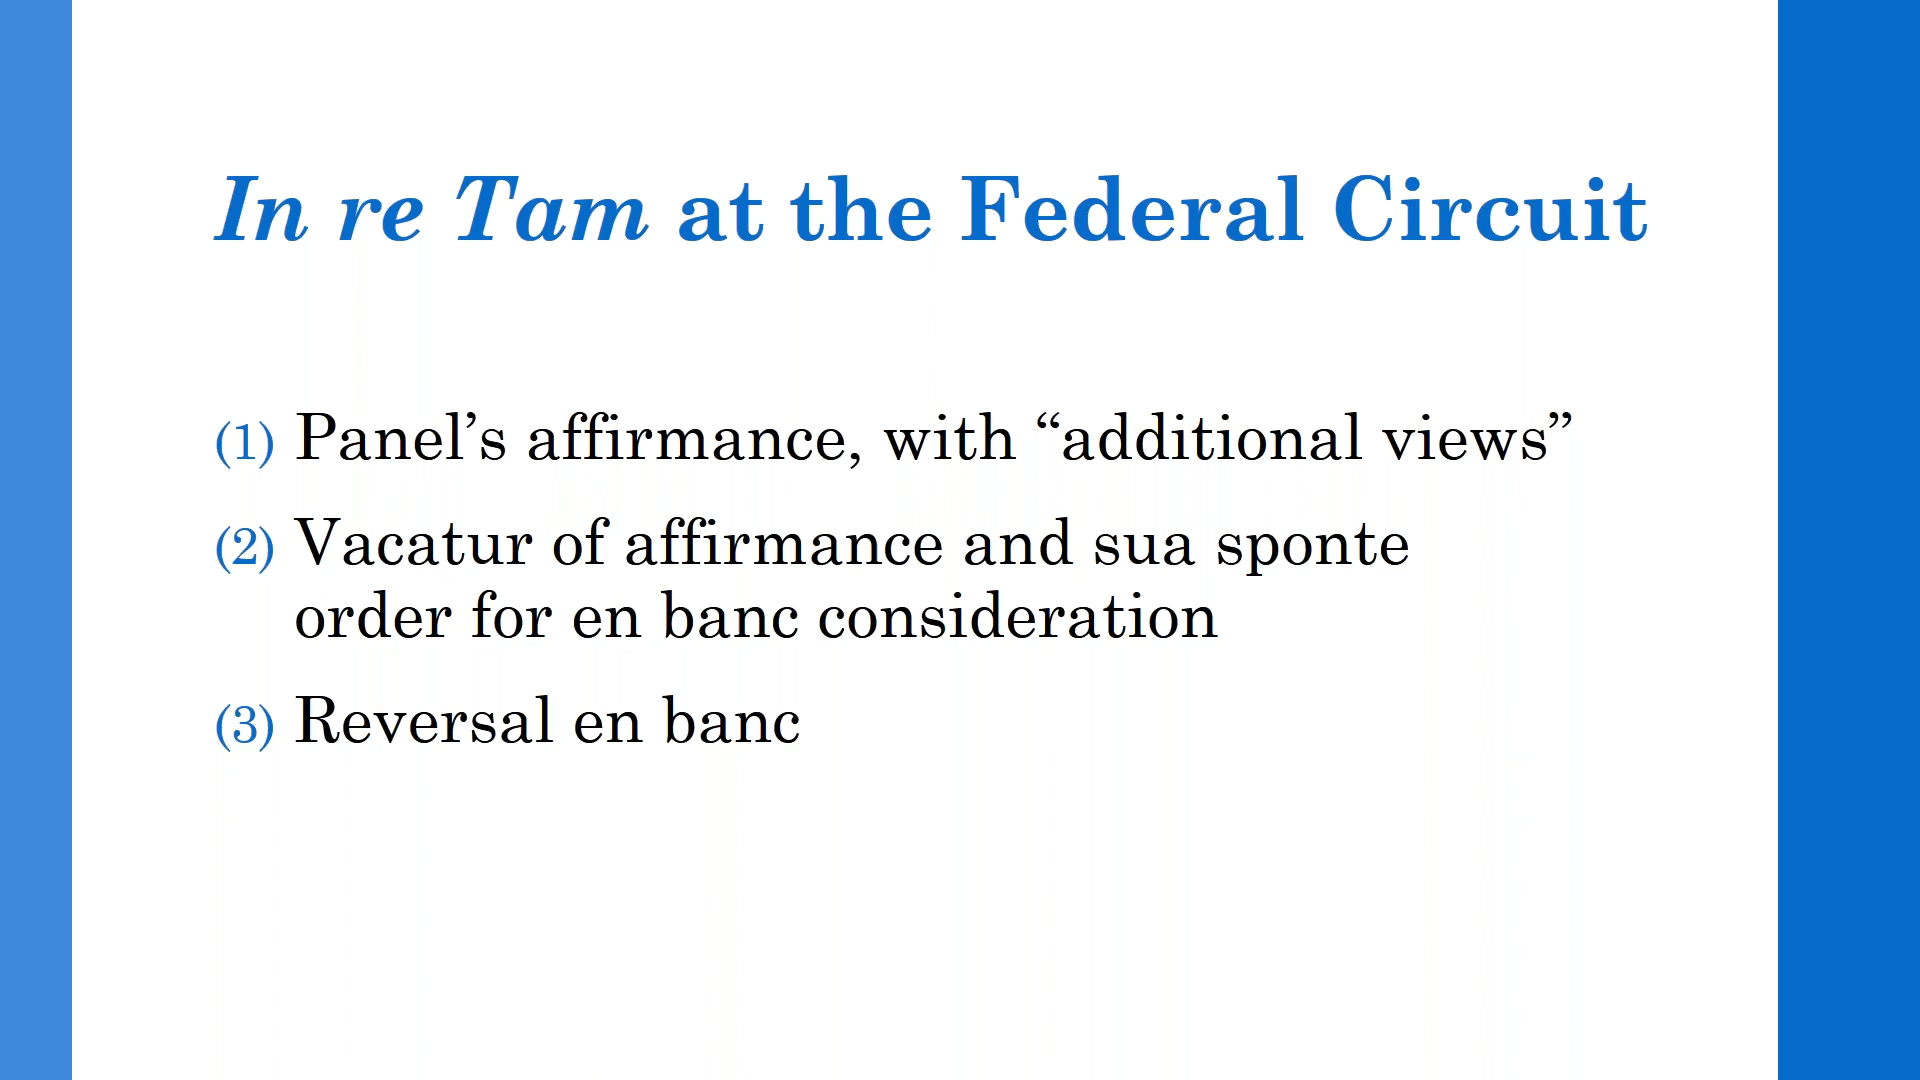 In re Tam at the Federal Circuit
(1) Panel’s affirmance, with “additional views”
(2) Vacatur of affirmance and sua sponte
order for en banc consideration
(3) Reversal en banc